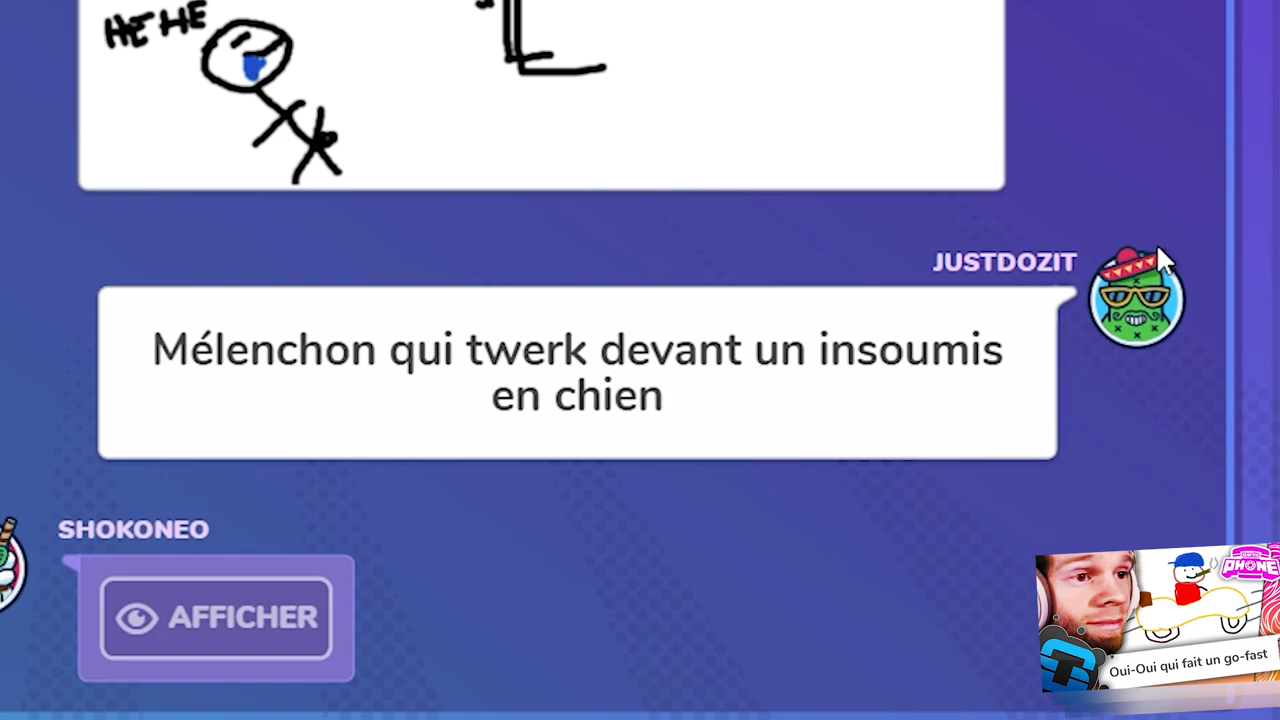 HE HE
JUSTDOZIT
Mélenchon qui twerk devant un insoumis
en chien
SHOKONEO
AFFICHER
PHONE
Oui-Oui qui fait un go-fast